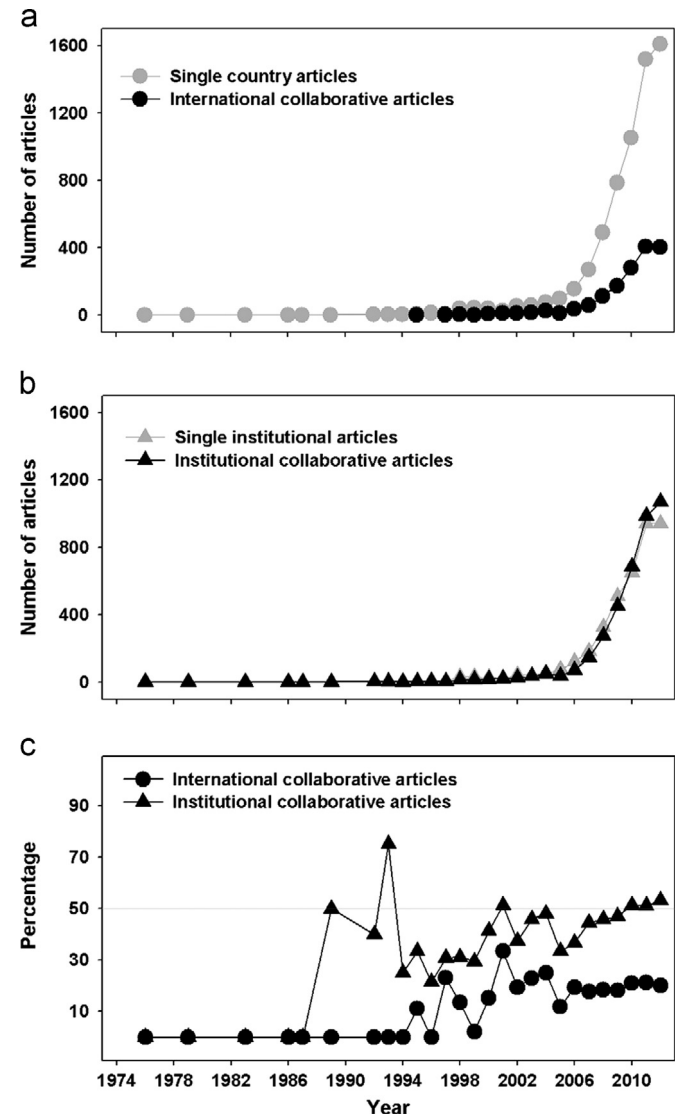 a
1600
1200
800
400
0
Number of articles
Single country articles
International collaborative articles
b
1600
1200
800
400
0
Number of articles
Single institutional articles
Institutional collaborative articles
c
90
70
50
30
10
Percentage
International collaborative articles
Institutional collaborative articles
1974 1978 1982 1986 1990 1994 1998 2002 2006 2010
Year